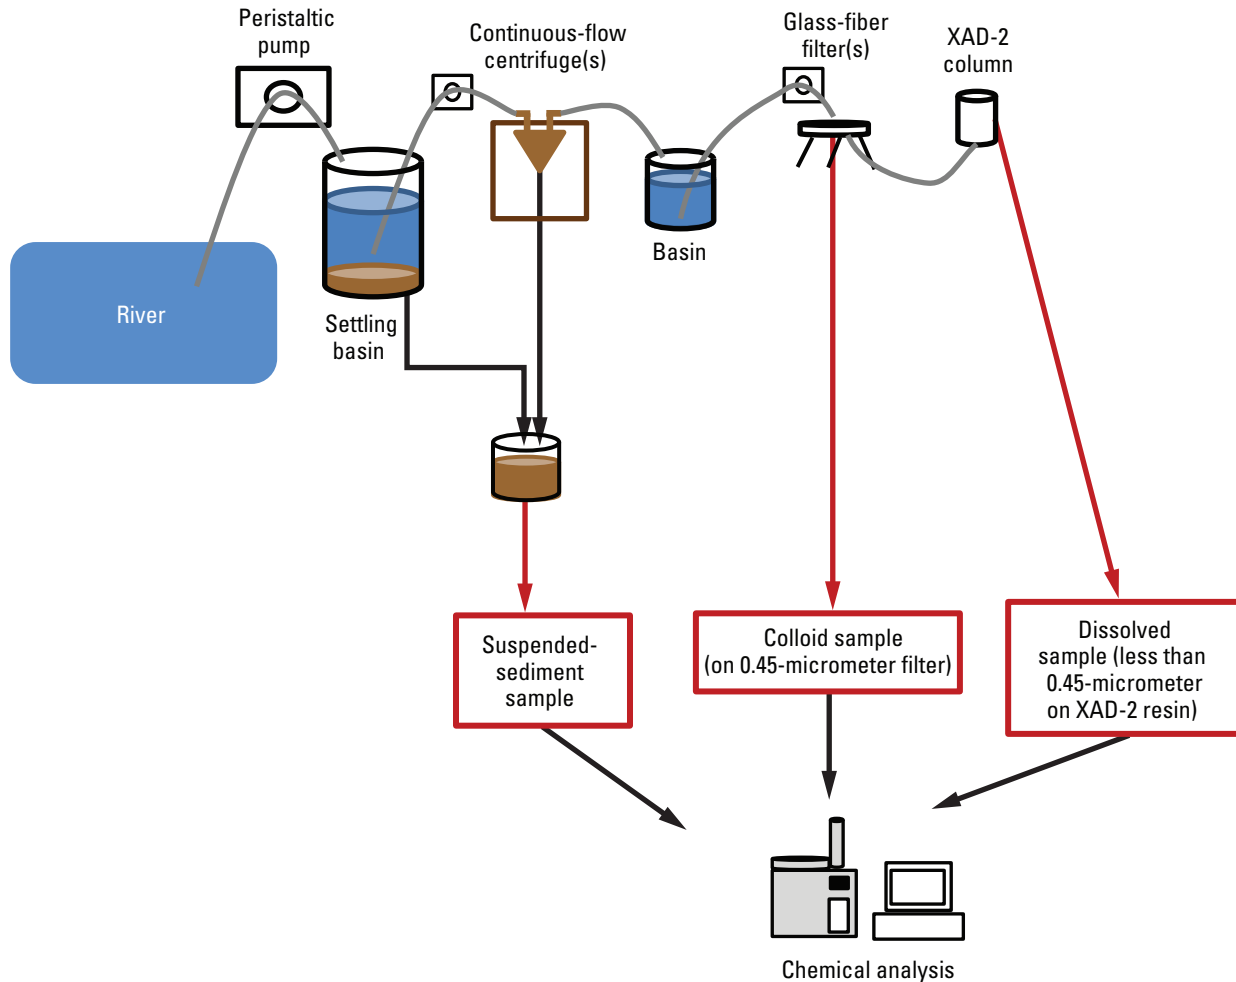 Peristaltic
pump
Continuous-flow
centrifuge(s)
Glass-fiber
filter(s)
XAD-2
column
River
Settling
basin
Basin
Suspended-
sediment
sample
Colloid sample
(on 0.45-micrometer filter)
Dissolved
sample (less than
0.45-micrometer
on XAD-2 resin)
Chemical analysis